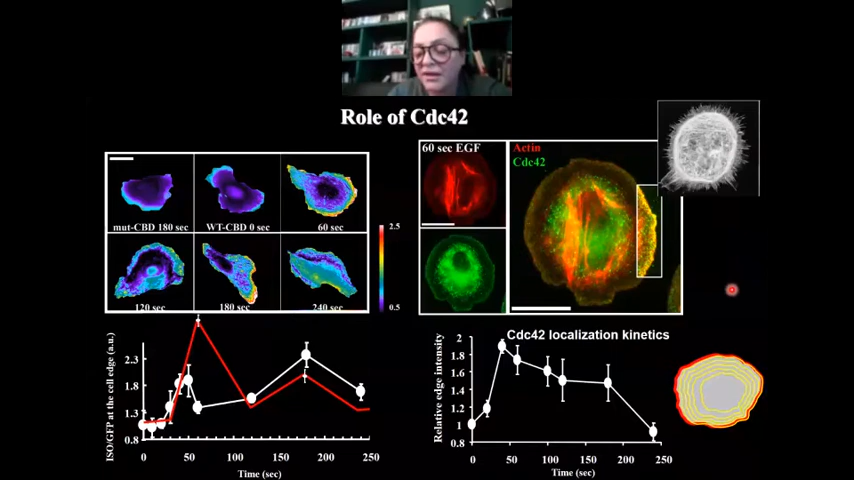 Role of Cdc42
mut-CBD 180 sec
WT-CBD 0 sec
60 sec
120 sec
180 sec
240 sec
2.5
0.5
60 sec EGF
Actin
Cdc42
ISO/GFP at the cell edge (a.u.)
2.3
1.8
1.3
0.8
0 50 100 150 200 250
Time (sec)
Cdc42 localization kinetics
Relative edge intensity
2
1.8
1.6
1.4
1.2
1
0.8
0 50 100 150 200 250
Time (sec)